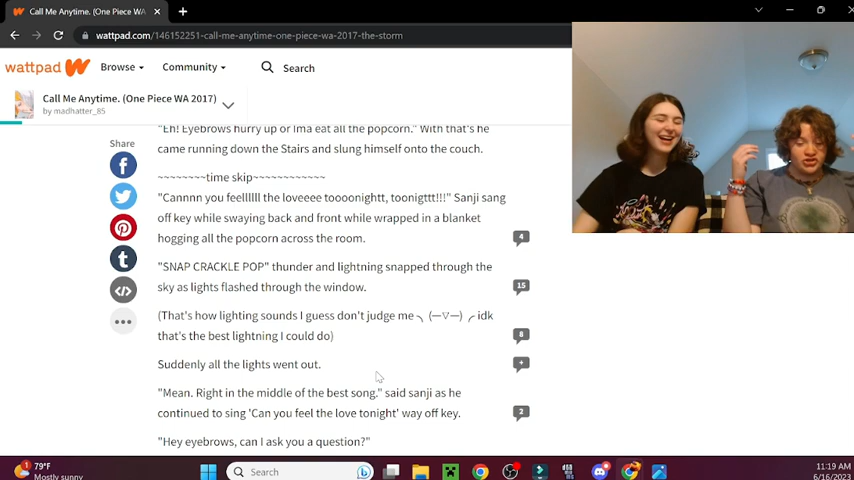 Call Me Anytime. (One Piece WA
wattpad.com/146152251-call-me-anytime-one-piece-wa-2017-the-storm
wattpad
Browse
Community
Search
Call Me Anytime. (One Piece WA 2017)
by madhatter_85
"Eh! Eyebrows hurry up or Ima eat all the popcorn." With that's he
came running down the Stairs and slung himself onto the couch.
Share
~~~~~~~~time skip~~~~~~~~~~~~
"Cannnn you feellllll the loveeee toooonightt, toonigttt!!!" Sanji sang
off key while swaying back and front while wrapped in a blanket
hogging all the popcorn across the room.
4
"SNAP CRACKLE POP" thunder and lightning snapped through the
sky as lights flashed through the window.
15
(That's how lighting sounds I guess don't judge me ╮ (─▽─) ╭ idk
that's the best lightning I could do)
8
Suddenly all the lights went out.
+
"Mean. Right in the middle of the best song." said sanji as he
continued to sing 'Can you feel the love tonight' way off key.
2
"Hey eyebrows, can I ask you a question?"
1
79°F
Mostly sunny
Search
11:19 AM
6/16/2023